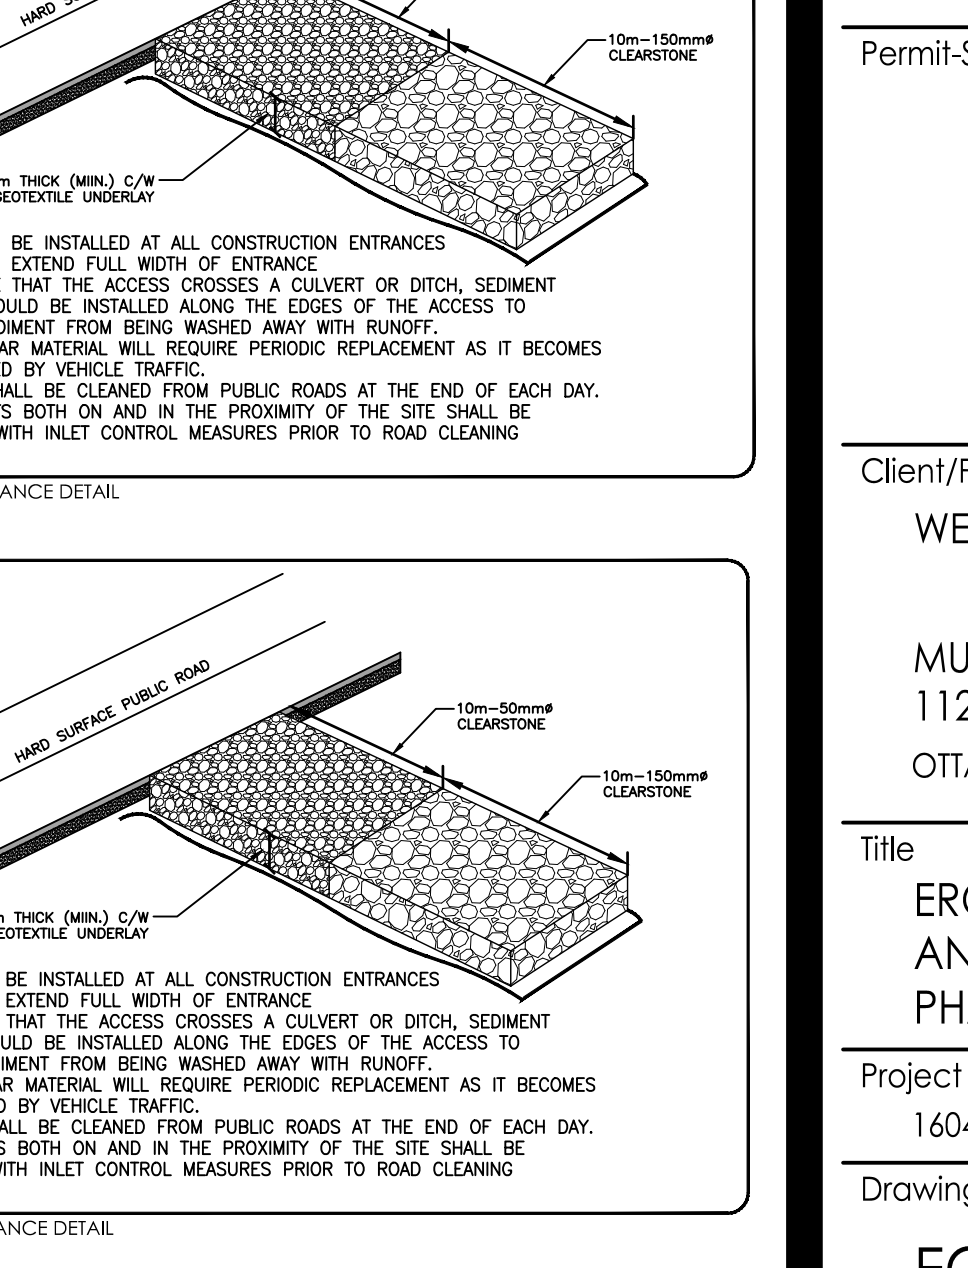 HARD
10m-150mmø
CLEARSTONE
THICK (MIIN.) C/W
GEOTEXTILE UNDERLAY
BE INSTALLED AT ALL CONSTRUCTION ENTRANCES
EXTEND FULL WIDTH OF ENTRANCE
THAT THE ACCESS CROSSES A CULVERT OR DITCH, SEDIMENT
OULD BE INSTALLED ALONG THE EDGES OF THE ACCESS TO
DIMENT FROM BEING WASHED AWAY WITH RUNOFF.
AR MATERIAL WILL REQUIRE PERIODIC REPLACEMENT AS IT BECOMES
ED BY VEHICLE TRAFFIC.
HALL BE CLEANED FROM PUBLIC ROADS AT THE END OF EACH DAY.
TS BOTH ON AND IN THE PROXIMITY OF THE SITE SHALL BE
WITH INLET CONTROL MEASURES PRIOR TO ROAD CLEANING
ANCE DETAIL
HARD SURFACE PUBLIC ROAD
10m-50mmø
CLEARSTONE
10m-150mmø
CLEARSTONE
m THICK (MIIN.) C/W
EOTEXTILE UNDERLAY
BE INSTALLED AT ALL CONSTRUCTION ENTRANCES
EXTEND FULL WIDTH OF ENTRANCE
THAT THE ACCESS CROSSES A CULVERT OR DITCH, SEDIMENT
ULD BE INSTALLED ALONG THE EDGES OF THE ACCESS TO
IMENT FROM BEING WASHED AWAY WITH RUNOFF.
AR MATERIAL WILL REQUIRE PERIODIC REPLACEMENT AS IT BECOMES
D BY VEHICLE TRAFFIC.
ALL BE CLEANED FROM PUBLIC ROADS AT THE END OF EACH DAY.
S BOTH ON AND IN THE PROXIMITY OF THE SITE SHALL BE
WITH INLET CONTROL MEASURES PRIOR TO ROAD CLEANING
ANCE DETAIL
Permit-S
Client/P
WE
MU
112
OTTA
Title
ERO
AN
PHA
Project
1604
Drawing